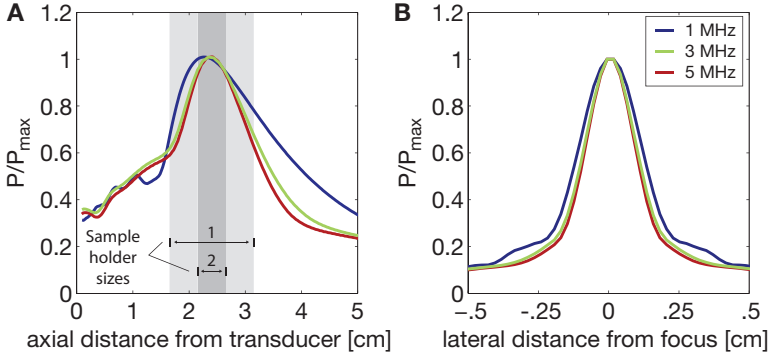 A
1.2
1
0.8
0.6
0.4
0.2
0
P/Pmax
Sample
holder
sizes
1
2
0
1
2
3
4
5
axial distance from transducer [cm]
B
1.2
1
0.8
0.6
0.4
0.2
0
P/Pmax
1 MHz
3 MHz
5 MHz
-.5
-.25
0
.25
.5
lateral distance from focus [cm]